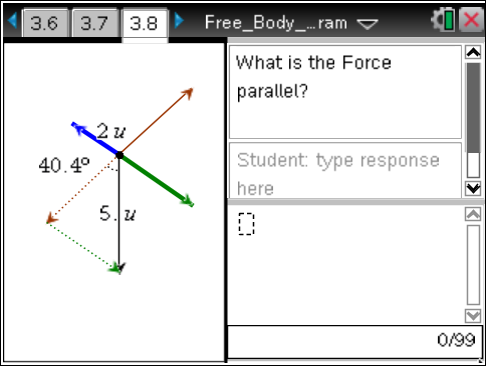 3.6 3.7 3.8 Free_Body_...ram
What is the Force
parallel?
2 u
40.4°
5. u
Student: type response
here
0/99